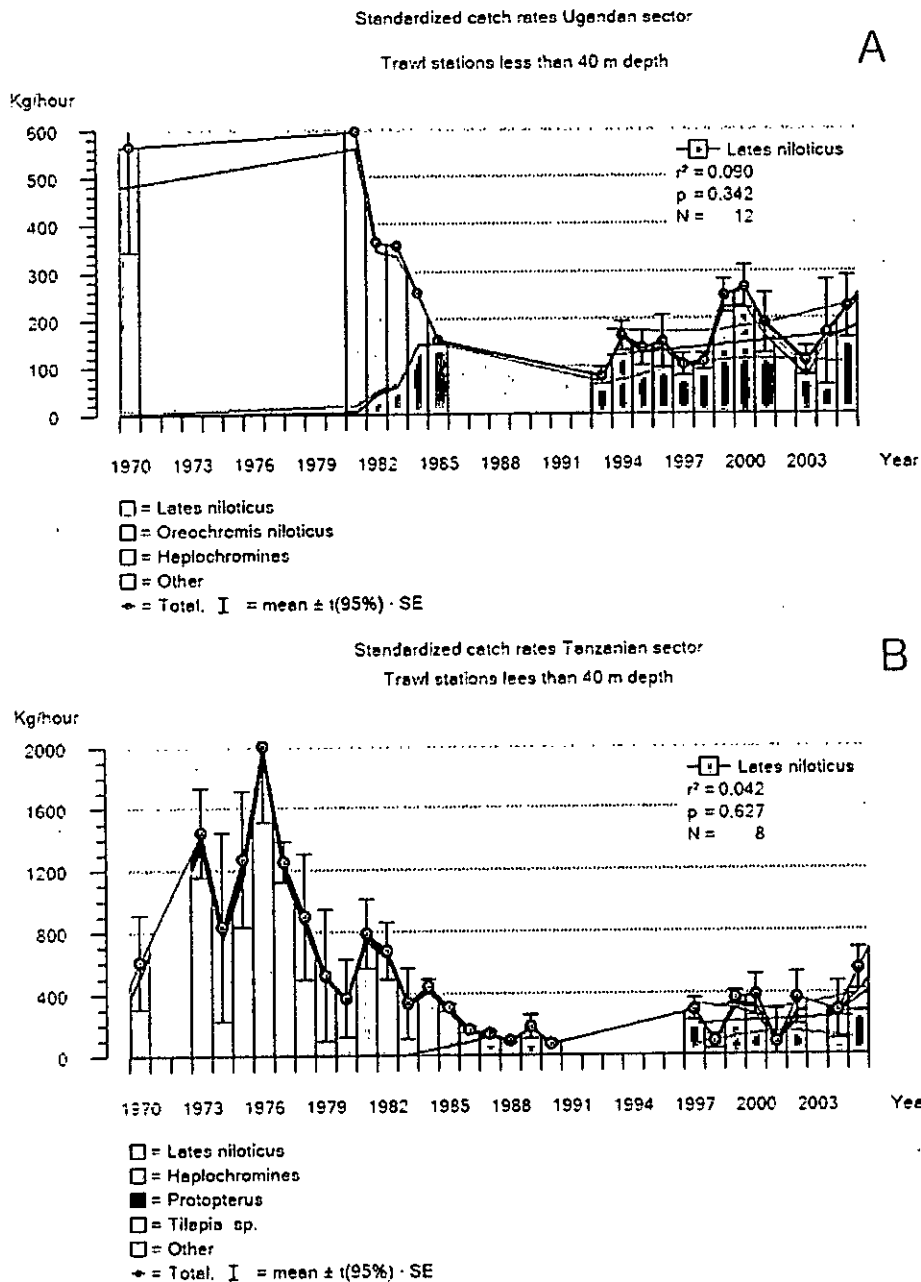 Standardized catch rates Ugandan sector
A
Trawl stations less than 40 m depth
Kg/hour
600
500
400
300
200
100
0
Lates niloticus
r² = 0.090
p = 0.342
N = 12
1970 1973 1976 1979 1982 1985 1988 1991 1994 1997 2000 2003 Year
= Lates niloticus
= Oreochromis niloticus
= Haplochromines
= Other
= Total, I = mean ± t(95%) · SE
Standardized catch rates Tanzanian sector
B
Trawl stations less than 40 m depth
Kg/hour
2000
1600
1200
800
400
0
Lates niloticus
r² = 0.042
p = 0.627
N = 8
1970 1973 1976 1979 1982 1985 1988 1991 1994 1997 2000 2003 Yea
= Lates niloticus
= Haplochromines
= Protopterus
= Tilapia sp.
= Other
= Total, I = mean ± t(95%) · SE